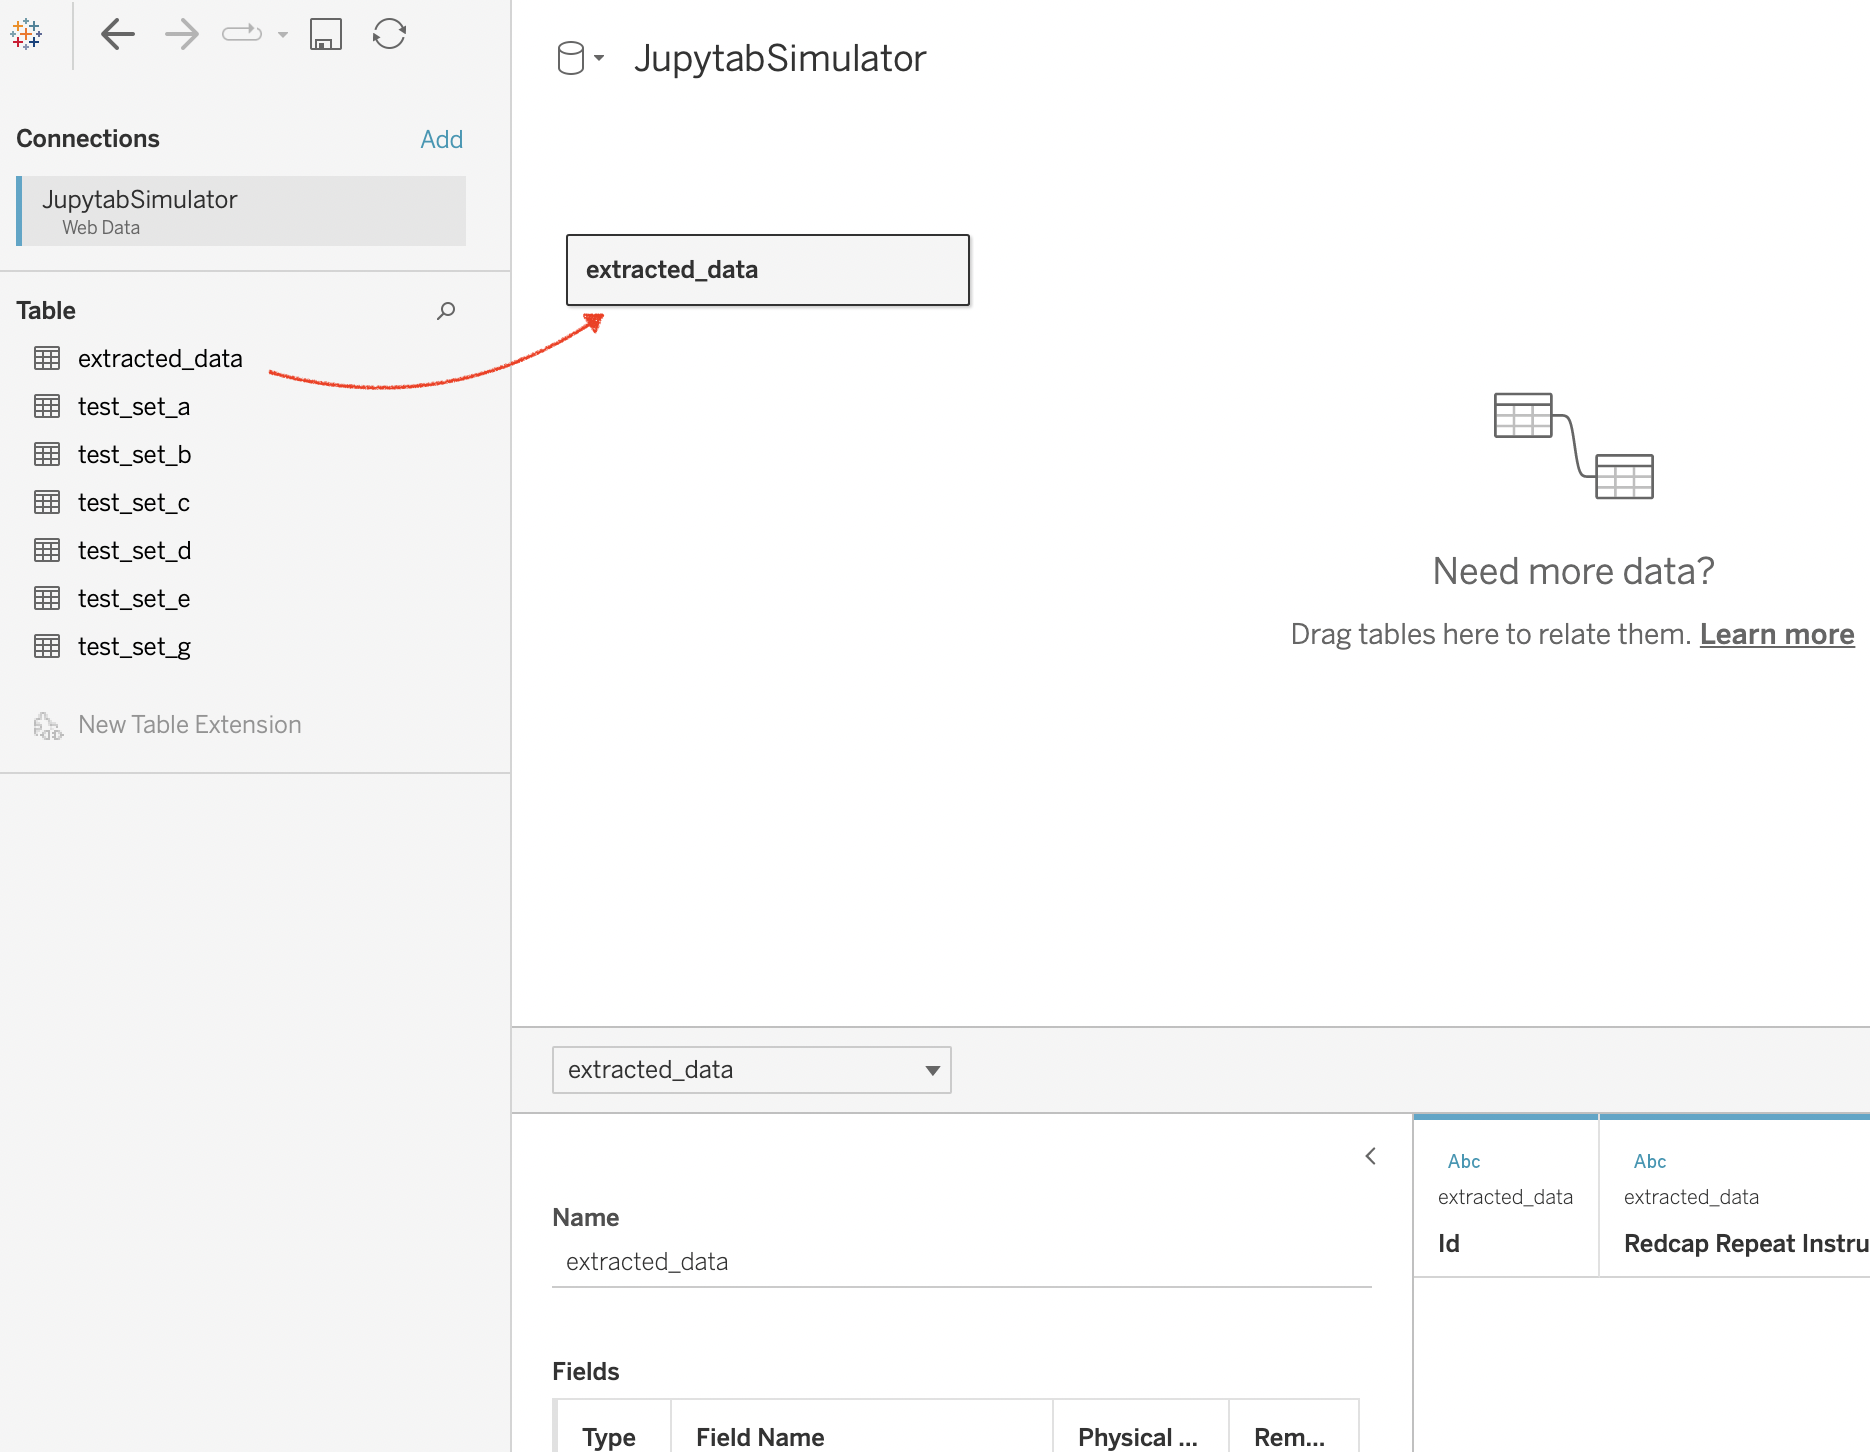 JupytabSimulator
Connections
Add
JupytabSimulator
Web Data
Table
extracted_data
test_set_a
test_set_b
test_set_c
test_set_d
test_set_e
test_set_g
New Table Extension
extracted_data
Need more data?
Drag tables here to relate them. Learn more
extracted_data
Name
extracted_data
Fields
Type Field Name Physical ... Rem...
Abc
extracted_data
Id
Abc
extracted_data
Redcap Repeat Instru